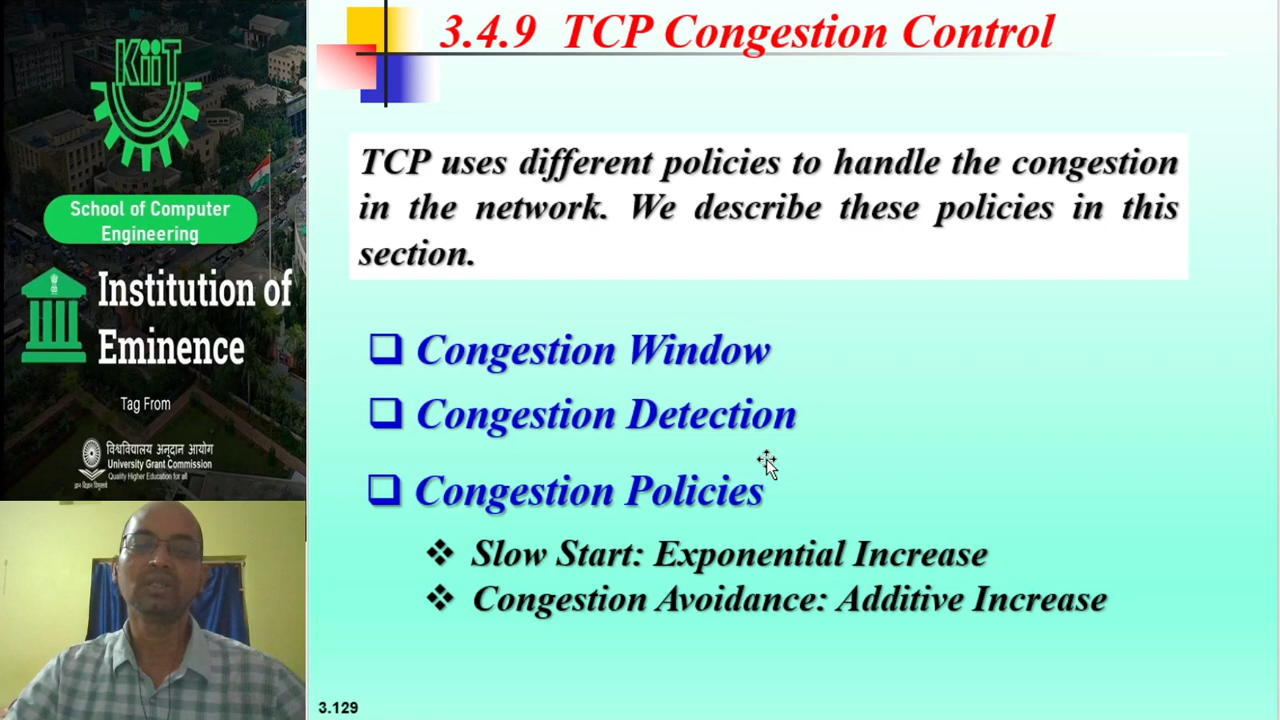 KiiT
School of Computer
Engineering
Institution of
Eminence
Tag From
विश्वविद्यालय अनुदान आयोग
University Grant Commission
Quality Higher Education for all
3.4.9 TCP Congestion Control
TCP uses different policies to handle the congestion
in the network. We describe these policies in this
section.
❑ Congestion Window
❑ Congestion Detection
❑ Congestion Policies
❖ Slow Start: Exponential Increase
❖ Congestion Avoidance: Additive Increase
3.129